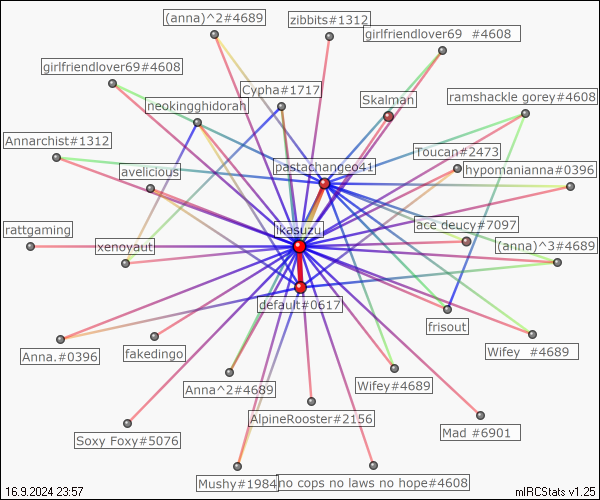 (anna)^2#4689
zibbits#1312
girlfriendlover69 #4608
girlfriendlover69#4608
Cypha#1717
Skalman
ramshackle gorey#4608
neokingghidorah
Annarchist#1312
Toucan#2473
avelicious
pastachangeo41
hypomanianna#0396
rattgaming
ikasuzu
ace deucy#7097
xenoyaut
(anna)^3#4689
default#0617
frisout
Anna.#0396
fakedingo
Wifey #4689
Anna^2#4689
Wifey#4689
AlpineRooster#2156
Soxy Foxy#5076
Mad #6901
Mushy#1984
no cops no laws no hope#4608
16.9.2024 23:57
mIRCStats v1.25